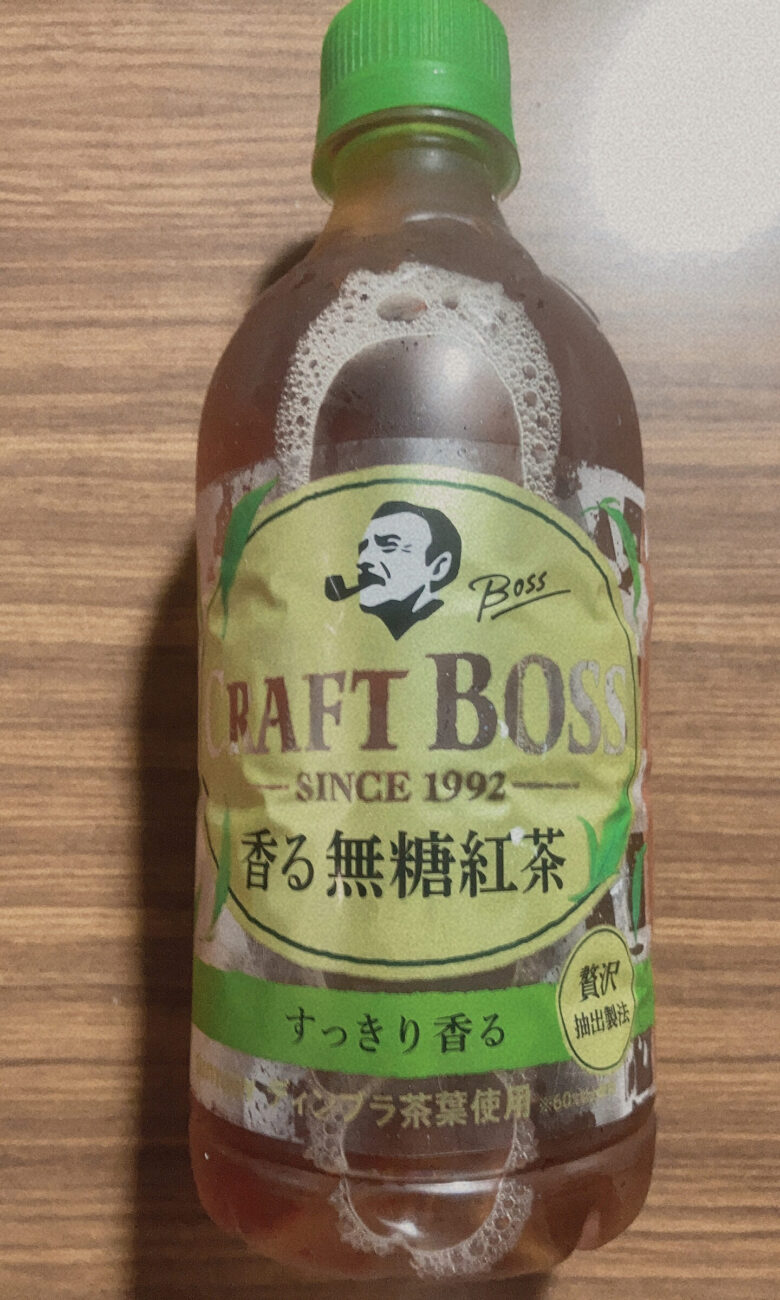 BOSS
CRAFT BOSS
SINCE 1992
香る無糖紅茶
贅沢
抽出製法
すっきり香る
ディンブラ茶葉使用